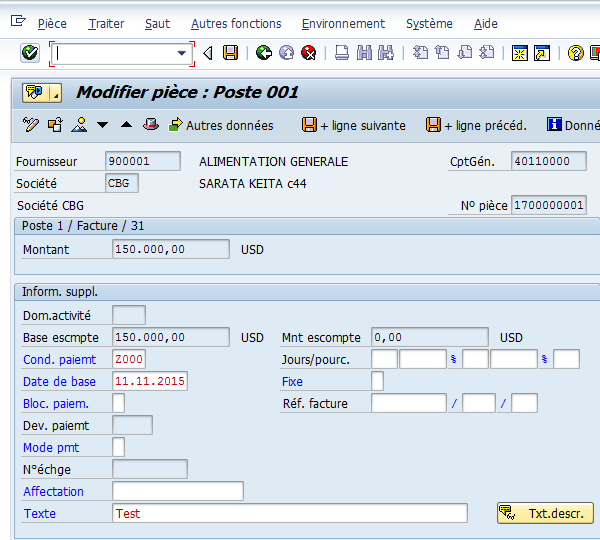 Pièce Traiter Saut Autres fonctions Environnement Système Aide
Modifier pièce : Poste 001
Autres données + ligne suivante + ligne précéd. Donné
Fournisseur 900001 ALIMENTATION GENERALE CptGén. 40110000
Société CBG SARATA KEITA c44
Société CBG Nº pièce 1700000001
Poste 1 / Facture / 31
Montant 150.000,00 USD
Inform. suppl.
Dom.activité
Base escmpte 150.000,00 USD Mnt escompte 0,00 USD
Cond. paiemt Z000 Jours/pourc. % %
Date de base 11.11.2015 Fixe
Bloc. paiem. Réf. facture / /
Dev. paiemt
Mode pmt
N°échge
Affectation
Texte Test Txt.descr.